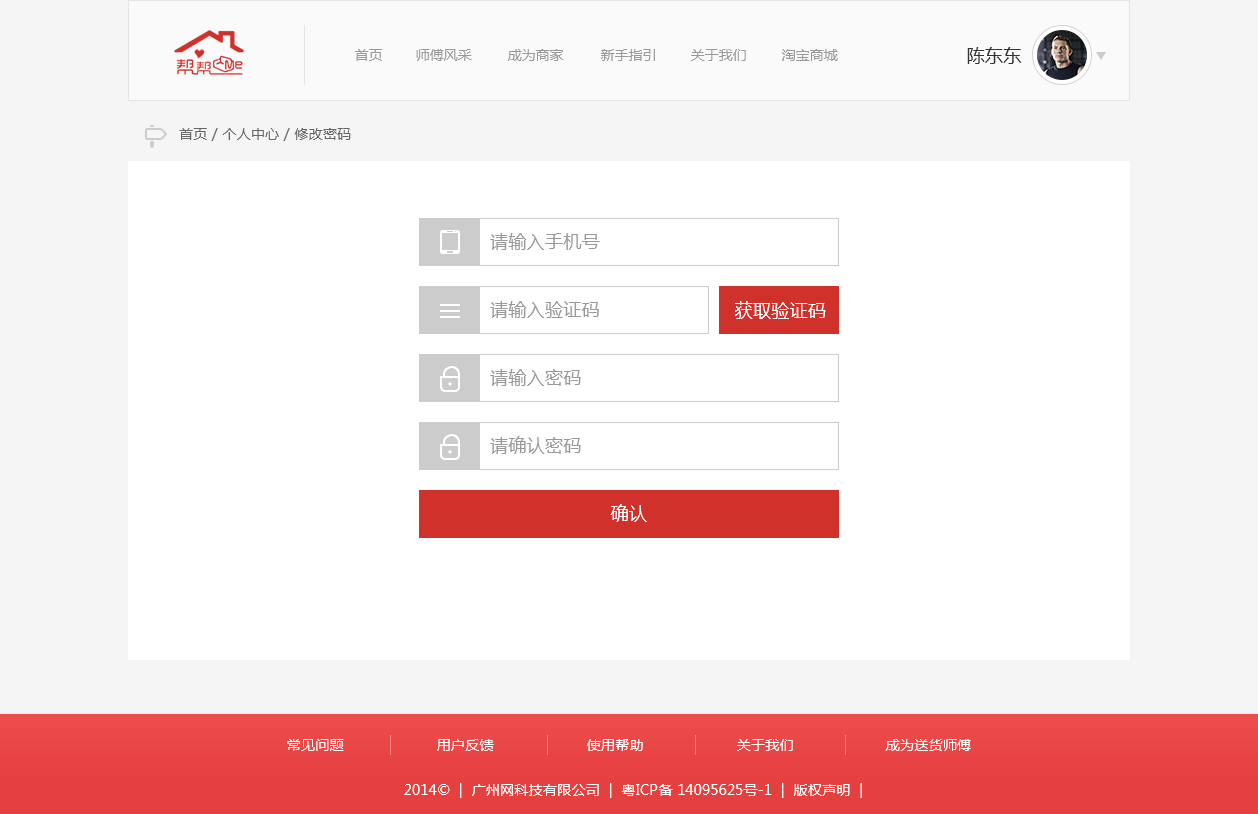 帮帮Me
首页 师傅风采 成为商家 新手指引 关于我们 淘宝商城 陈东东
首页 / 个人中心 / 修改密码
请输入手机号
请输入验证码 获取验证码
请输入密码
请确认密码
确认
常见问题 用户反馈 使用帮助 关于我们 成为送货师傅
2014© | 广州网科技有限公司 | 粤ICP备 14095625号-1 | 版权声明 |